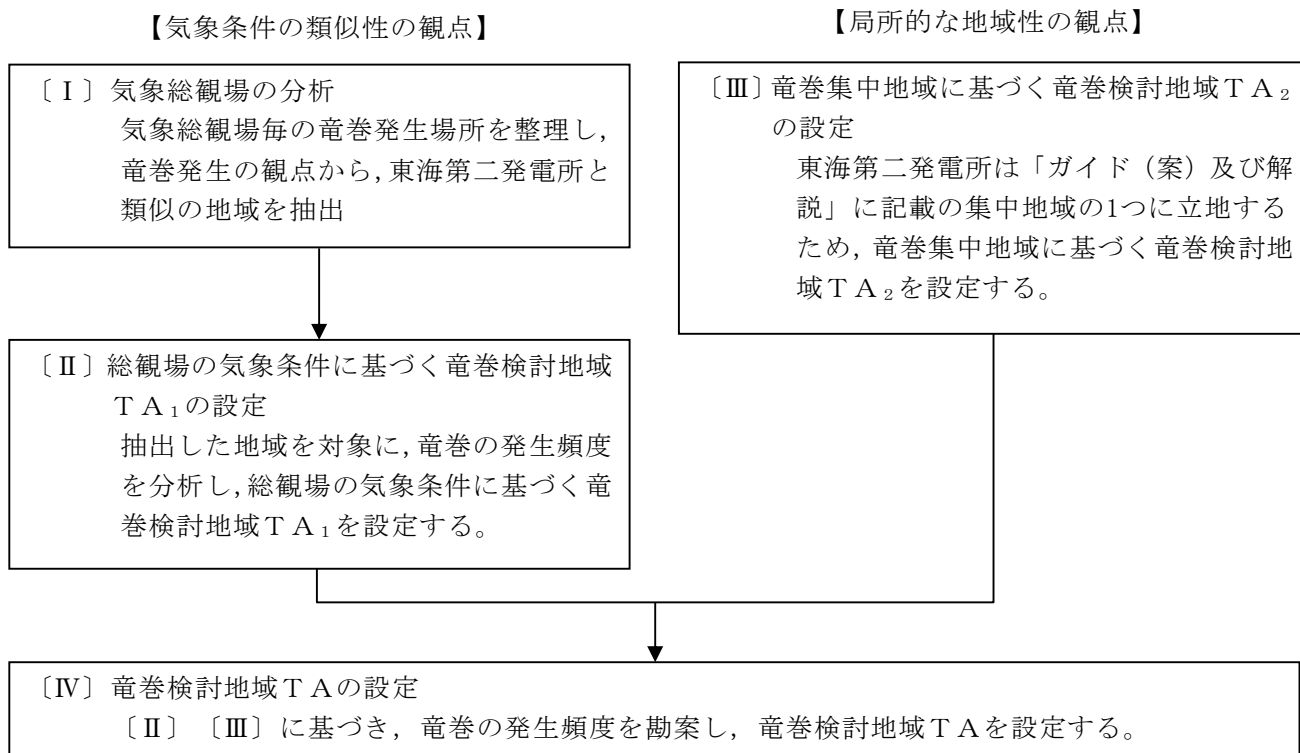 【気象条件の類似性の観点】
〔Ⅰ〕気象総観場の分析
気象総観場毎の竜巻発生場所を整理し,
竜巻発生の観点から,東海第二発電所と
類似の地域を抽出
〔Ⅱ〕総観場の気象条件に基づく竜巻検討地域
ＴＡ₁の設定
抽出した地域を対象に,竜巻の発生頻度
を分析し,総観場の気象条件に基づく竜
巻検討地域ＴＡ₁を設定する。
【局所的な地域性の観点】
〔Ⅲ〕竜巻集中地域に基づく竜巻検討地域ＴＡ₂
の設定
東海第二発電所は「ガイド（案）及び解
説」に記載の集中地域の1つに立地する
ため,竜巻集中地域に基づく竜巻検討地
域ＴＡ₂を設定する。
〔Ⅳ〕竜巻検討地域ＴＡの設定
〔Ⅱ〕〔Ⅲ〕に基づき，竜巻の発生頻度を勘案し，竜巻検討地域ＴＡを設定する。